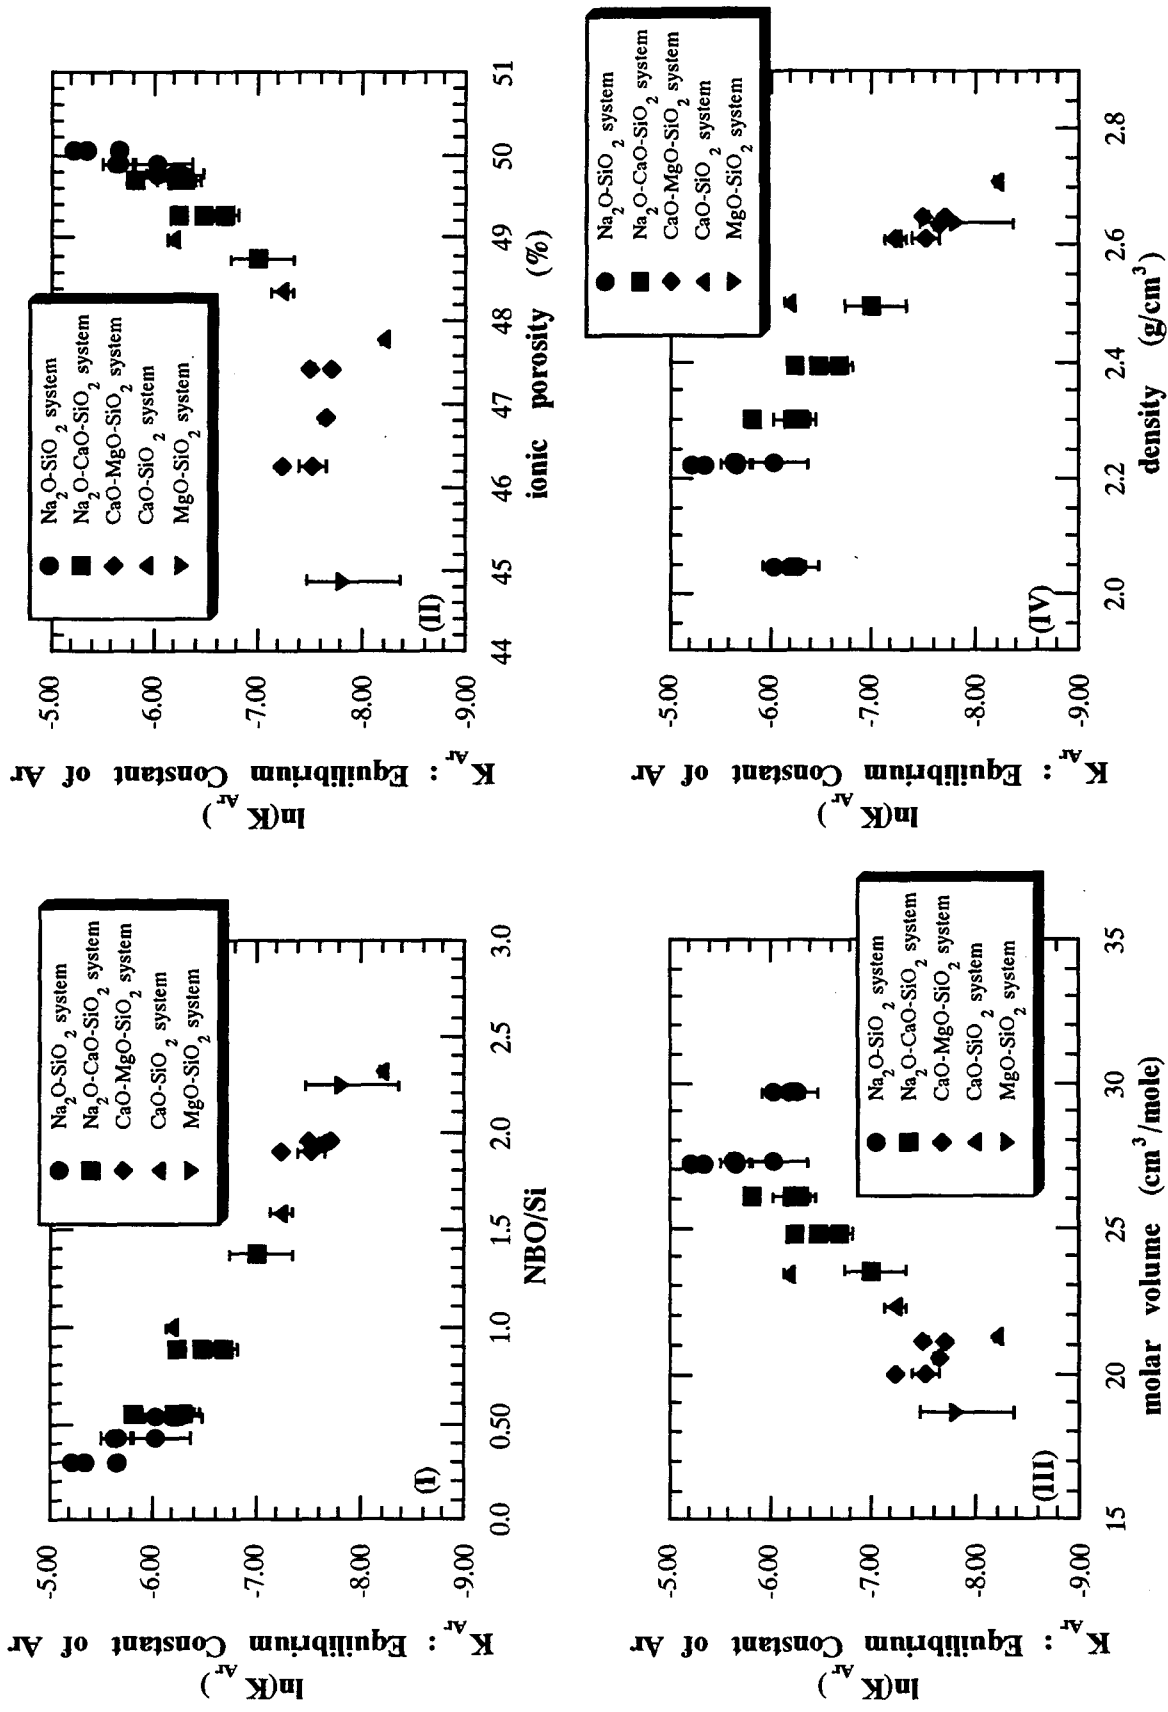 ln(K_Ar)
K_Ar : Equilibrium Constant of Ar
-5.00
-6.00
-7.00
-8.00
-9.00
Na2O-SiO2 system
Na2O-CaO-SiO2 system
CaO-MgO-SiO2 system
CaO-SiO2 system
MgO-SiO2 system
(I)
0.0
0.50
1.0
1.5
2.0
2.5
3.0
NBO/Si
ln(K_Ar)
K_Ar : Equilibrium Constant of Ar
-5.00
-6.00
-7.00
-8.00
-9.00
Na2O-SiO2 system
Na2O-CaO-SiO2 system
CaO-MgO-SiO2 system
CaO-SiO2 system
MgO-SiO2 system
(II)
44
45
46
47
48
49
50
51
ionic porosity (%)
ln(K_Ar)
K_Ar : Equilibrium Constant of Ar
-5.00
-6.00
-7.00
-8.00
-9.00
Na2O-SiO2 system
Na2O-CaO-SiO2 system
CaO-MgO-SiO2 system
CaO-SiO2 system
MgO-SiO2 system
(III)
15
20
25
30
35
molar volume (cm3/mole)
ln(K_Ar)
K_Ar : Equilibrium Constant of Ar
-5.00
-6.00
-7.00
-8.00
-9.00
Na2O-SiO2 system
Na2O-CaO-SiO2 system
CaO-MgO-SiO2 system
CaO-SiO2 system
MgO-SiO2 system
(IV)
2.0
2.2
2.4
2.6
2.8
density (g/cm3)